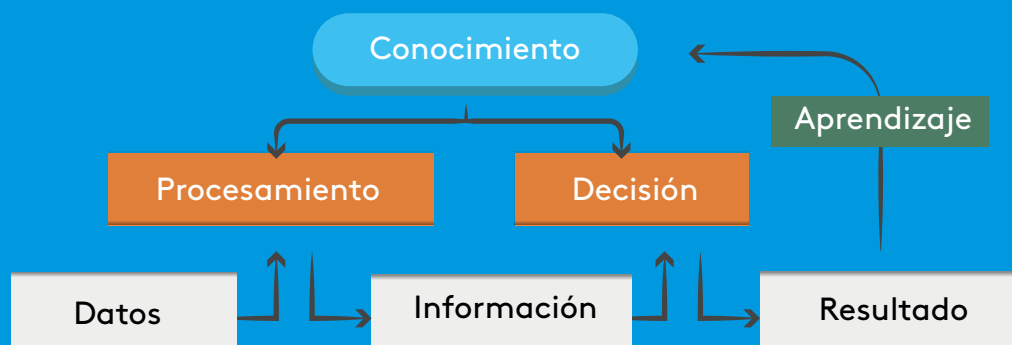 Conocimiento
Aprendizaje
Procesamiento
Decisión
Datos
Información
Resultado